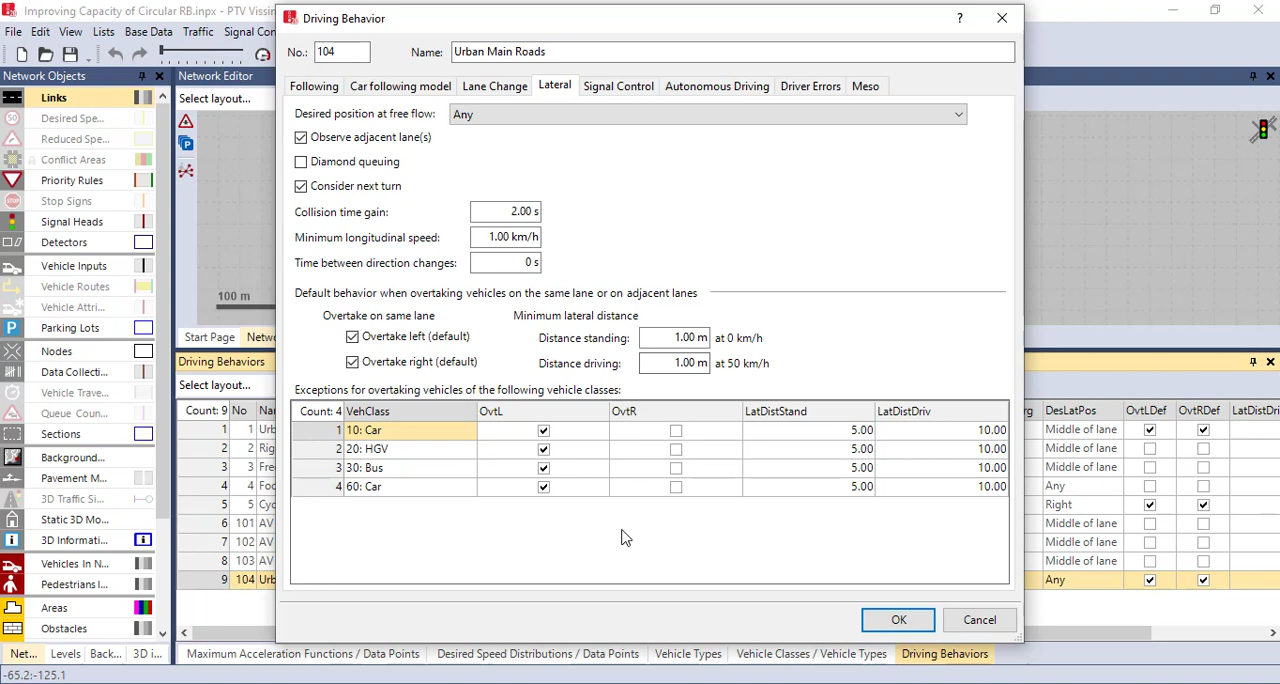 Improving Capacity of Circular RB.inpx - PTV Vissim
Driving Behavior
?
File Edit View Lists Base Data Traffic Signal Con
No.: 104 Name: Urban Main Roads
Network Objects
Network Editor
Select layout...
Following Car following model Lane Change Lateral Signal Control Autonomous Driving Driver Errors Meso
Desired position at free flow: Any
Observe adjacent lane(s)
Diamond queuing
Consider next turn
Collision time gain: 2.00 s
Minimum longitudinal speed: 1.00 km/h
Time between direction changes: 0 s
Default behavior when overtaking vehicles on the same lane or on adjacent lanes
Overtake on same lane Minimum lateral distance
Overtake left (default) Distance standing: 1.00 m at 0 km/h
Overtake right (default) Distance driving: 1.00 m at 50 km/h
Exceptions for overtaking vehicles of the following vehicle classes:
Count: 4 VehClass OvtL OvtR LatDistStand LatDistDriv
1 10: Car 5.00 10.00
2 20: HGV 5.00 10.00
3 30: Bus 5.00 10.00
4 60: Car 5.00 10.00
OK Cancel
Links
Desired Spe...
Reduced Spe...
Conflict Areas
Priority Rules
Stop Signs
Signal Heads
Detectors
Vehicle Inputs
Vehicle Routes
Vehicle Attri...
Parking Lots
Nodes
Data Collecti...
Vehicle Trave...
Queue Coun...
Sections
Background...
Pavement M...
3D Traffic Si...
Static 3D Mo...
3D Informati...
Vehicles In N...
Pedestrians I...
Areas
Obstacles
100 m
Start Page Netwo
Driving Behaviors
Select layout...
Count: 9 No Nar
1 1 Urb
2 2 Rig
3 3 Fre
4 4 Foo
5 5 Cyc
6 101 AV
7 102 AV
8 103 AV
9 104 Urb
rg DesLatPos OvtLDef OvtRDef LatDistDri
Middle of lane
Middle of lane
Middle of lane
Any
Right
Middle of lane
Middle of lane
Middle of lane
Any
Net... Levels Back... 3D i...
Maximum Acceleration Functions / Data Points Desired Speed Distributions / Data Points Vehicle Types Vehicle Classes / Vehicle Types Driving Behaviors
-65.2:-125.1